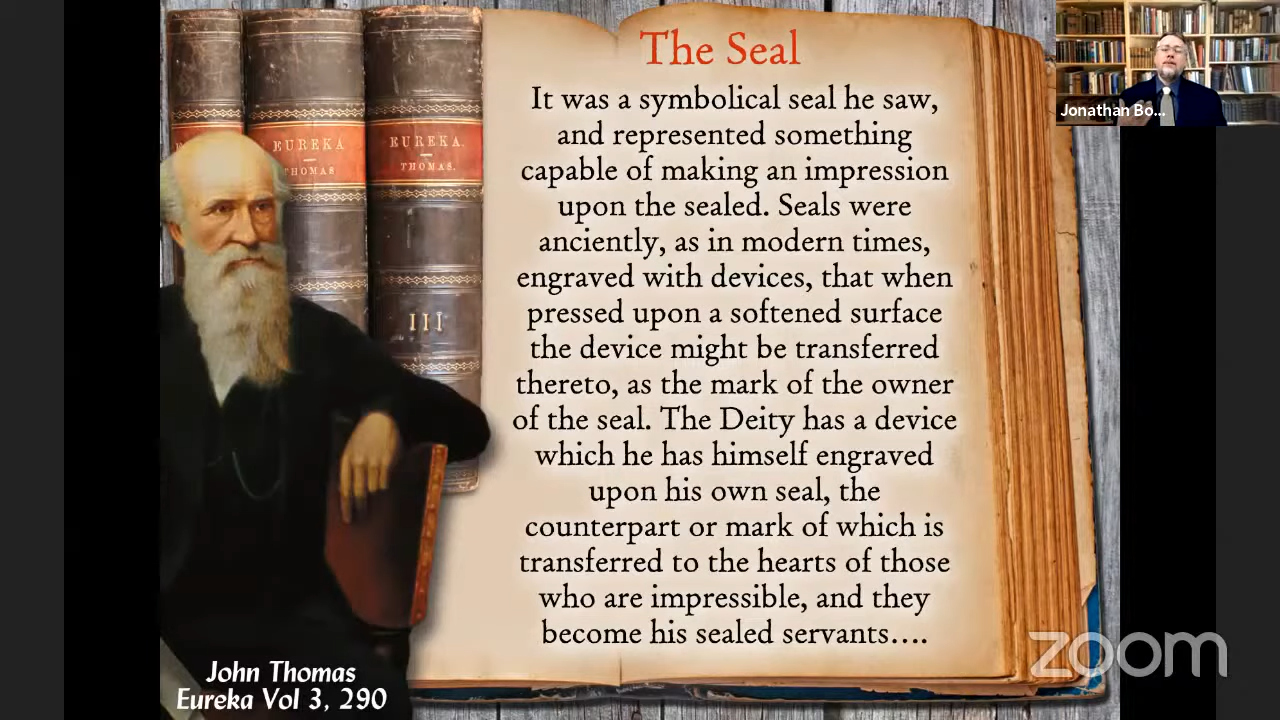 The Seal
It was a symbolical seal he saw,
and represented something
capable of making an impression
upon the sealed. Seals were
anciently, as in modern times,
engraved with devices, that when
pressed upon a softened surface
the device might be transferred
thereto, as the mark of the owner
of the seal. The Deity has a device
which he has himself engraved
upon his own seal, the
counterpart or mark of which is
transferred to the hearts of those
who are impressible, and they
become his sealed servants....
EUREKA
THOMAS
EUREKA.
THOMAS.
III
John Thomas
Eureka Vol 3, 290
Jonathan Bo...
zoom